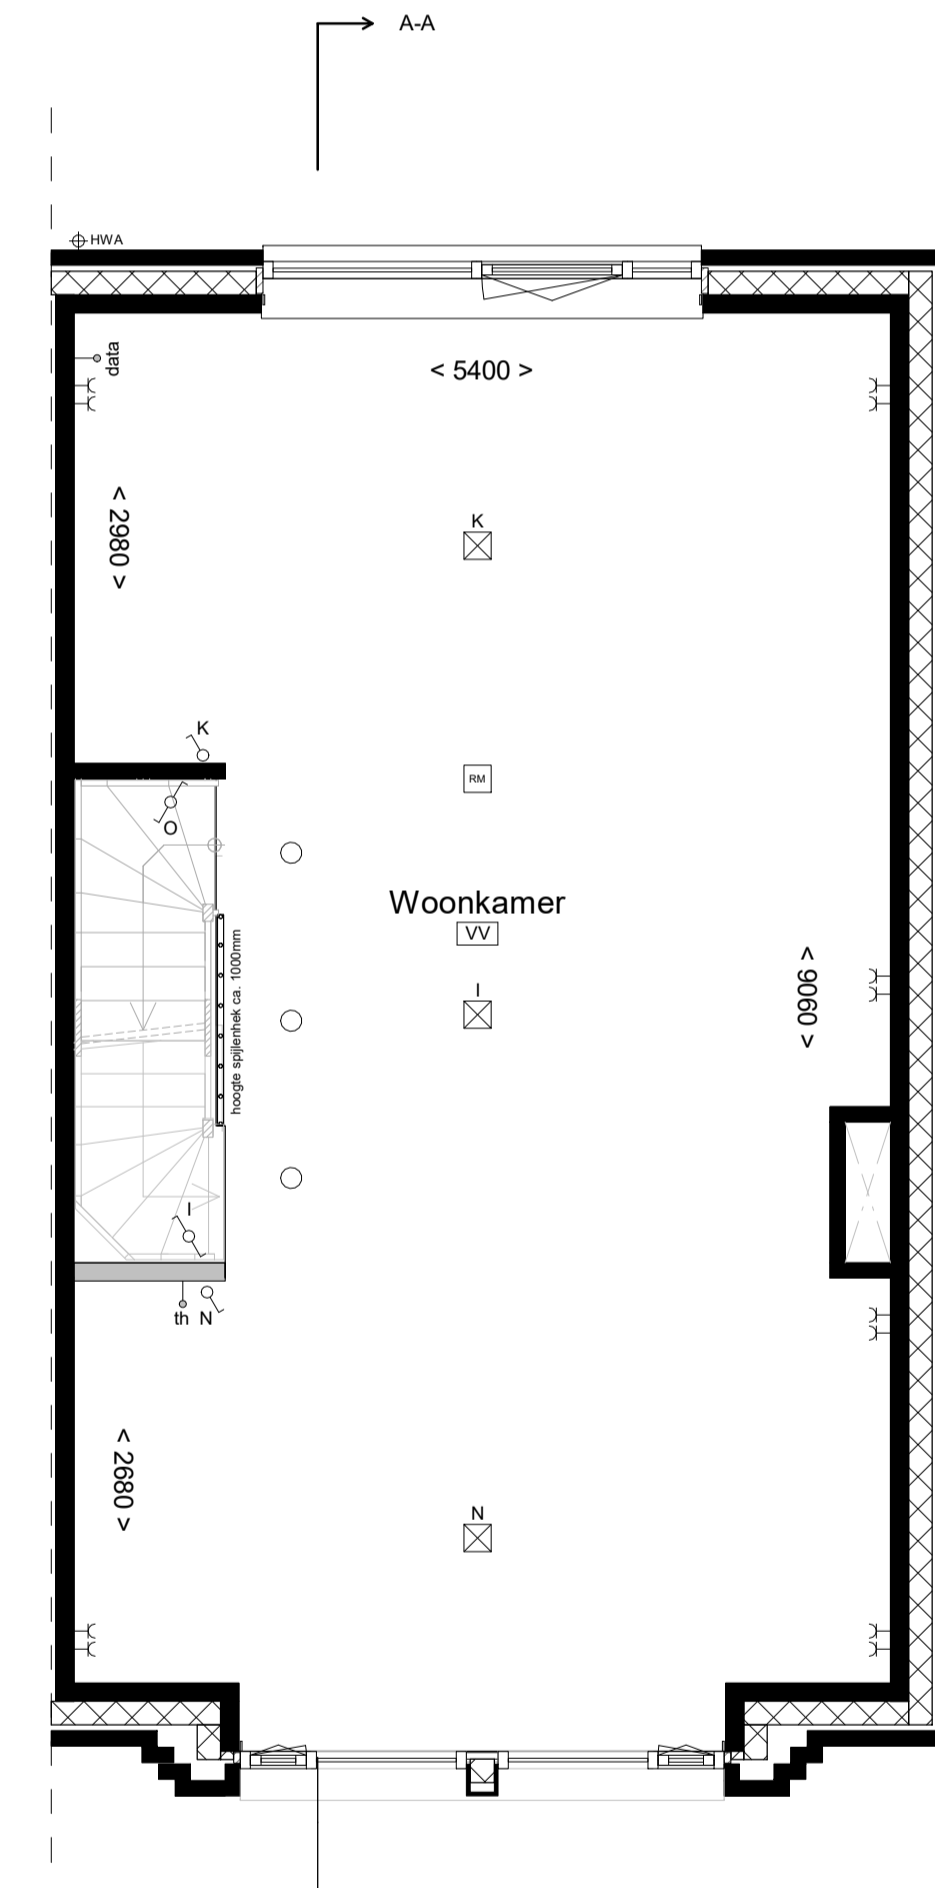 A-A
HWA
data
< 5400 >
< 2980 >
K
K
O
RM
Woonkamer
VV
I
hoogte spijlenhek ca. 1000mm
< 9060 >
I
th N
< 2680 >
N